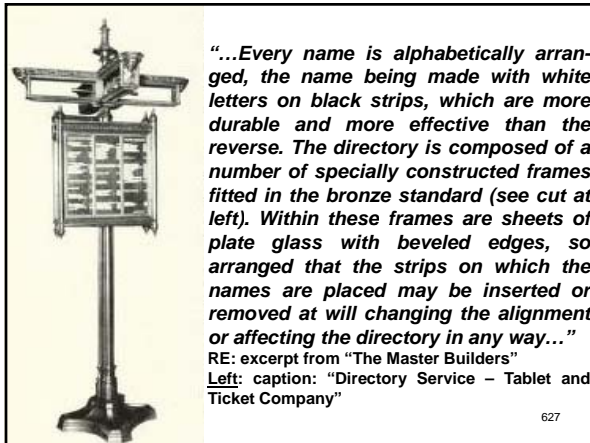 “…Every name is alphabetically arran-
ged, the name being made with white
letters on black strips, which are more
durable and more effective than the
reverse. The directory is composed of a
number of specially constructed frames
fitted in the bronze standard (see cut at
left). Within these frames are sheets of
plate glass with beveled edges, so
arranged that the strips on which the
names are placed may be inserted or
removed at will changing the alignment
or affecting the directory in any way…”
RE: excerpt from “The Master Builders”
Left: caption: “Directory Service – Tablet and
Ticket Company”
627